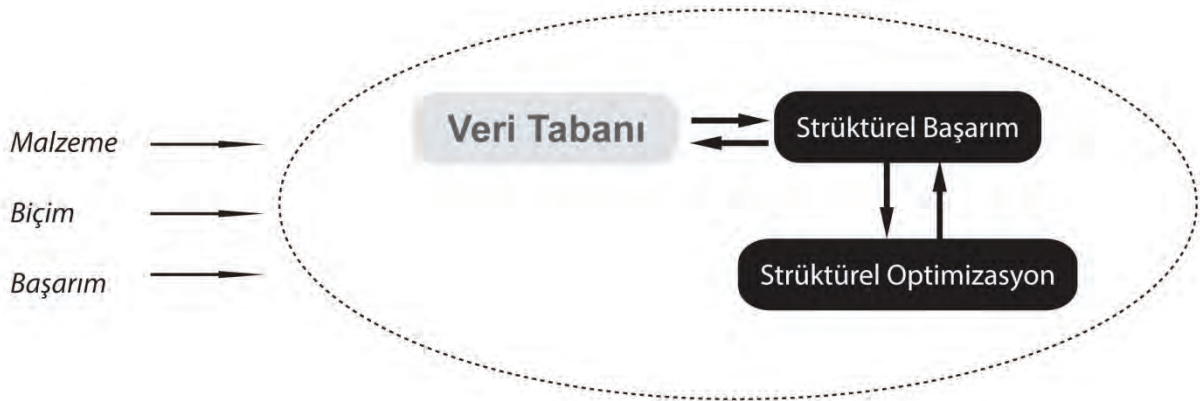 Malzeme
Biçim
Başarım
Veri Tabanı
Strüktürel Başarım
Strüktürel Optimizasyon